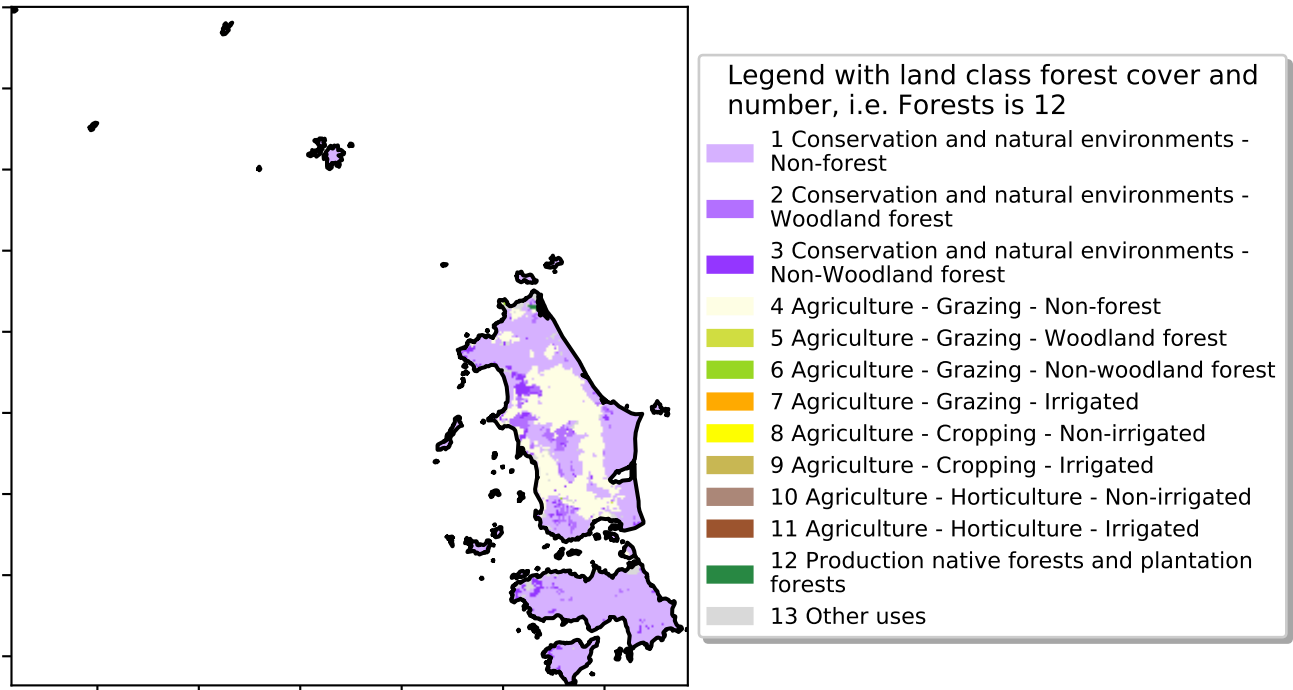 Legend with land class forest cover and
number, i.e. Forests is 12
1 Conservation and natural environments -
Non-forest
2 Conservation and natural environments -
Woodland forest
3 Conservation and natural environments -
Non-Woodland forest
4 Agriculture - Grazing - Non-forest
5 Agriculture - Grazing - Woodland forest
6 Agriculture - Grazing - Non-woodland forest
7 Agriculture - Grazing - Irrigated
8 Agriculture - Cropping - Non-irrigated
9 Agriculture - Cropping - Irrigated
10 Agriculture - Horticulture - Non-irrigated
11 Agriculture - Horticulture - Irrigated
12 Production native forests and plantation
forests
13 Other uses